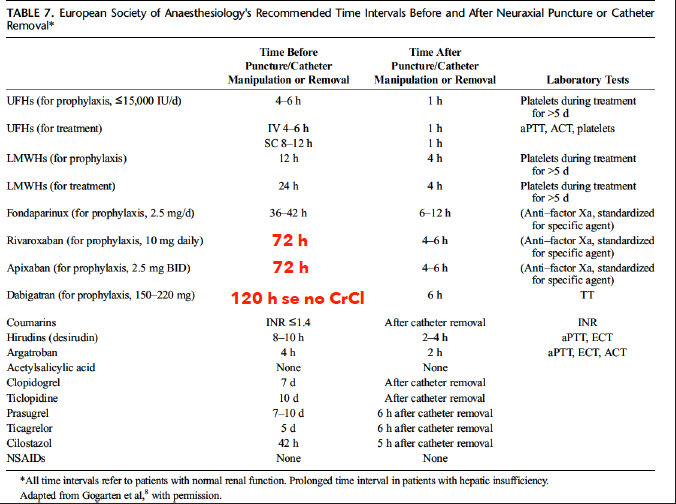 TABLE 7. European Society of Anaesthesiology's Recommended Time Intervals Before and After Neuraxial Puncture or Catheter
Removal*
Time Before Puncture/Catheter Manipulation or Removal | Time After Puncture/Catheter Manipulation or Removal | Laboratory Tests
UFHs (for prophylaxis, ≤15,000 IU/d) 4–6 h 1 h Platelets during treatment
for >5 d
UFHs (for treatment) IV 4–6 h 1 h aPTT, ACT, platelets
SC 8–12 h 1 h
LMWHs (for prophylaxis) 12 h 4 h Platelets during treatment
for >5 d
LMWHs (for treatment) 24 h 4 h Platelets during treatment
for >5 d
Fondaparinux (for prophylaxis, 2.5 mg/d) 36–42 h 6–12 h (Anti–factor Xa, standardized
for specific agent)
Rivaroxaban (for prophylaxis, 10 mg daily) 72 h 4–6 h (Anti–factor Xa, standardized
for specific agent)
Apixaban (for prophylaxis, 2.5 mg BID) 72 h 4–6 h (Anti–factor Xa, standardized
for specific agent)
Dabigatran (for prophylaxis, 150–220 mg) 120 h se no CrCl 6 h TT
Coumarins INR ≤1.4 After catheter removal INR
Hirudins (desirudin) 8–10 h 2–4 h aPTT, ECT
Argatroban 4 h 2 h aPTT, ECT, ACT
Acetylsalicylic acid None None
Clopidogrel 7 d After catheter removal
Ticlopidine 10 d After catheter removal
Prasugrel 7–10 d 6 h after catheter removal
Ticagrelor 5 d 6 h after catheter removal
Cilostazol 42 h 5 h after catheter removal
NSAIDs None None
*All time intervals refer to patients with normal renal function. Prolonged time interval in patients with hepatic insufficiency.
Adapted from Gogarten et al,8 with permission.